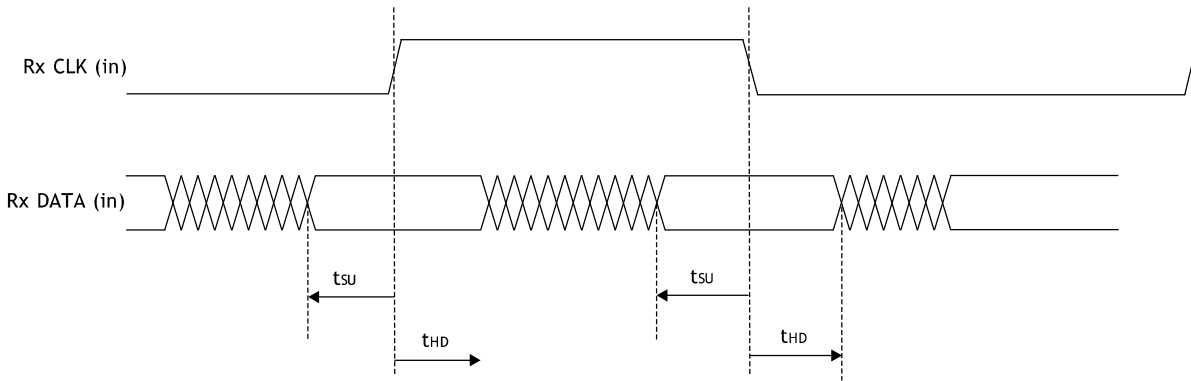 Rx CLK (in)
Rx DATA (in)
tSU
tSU
tHD
tHD